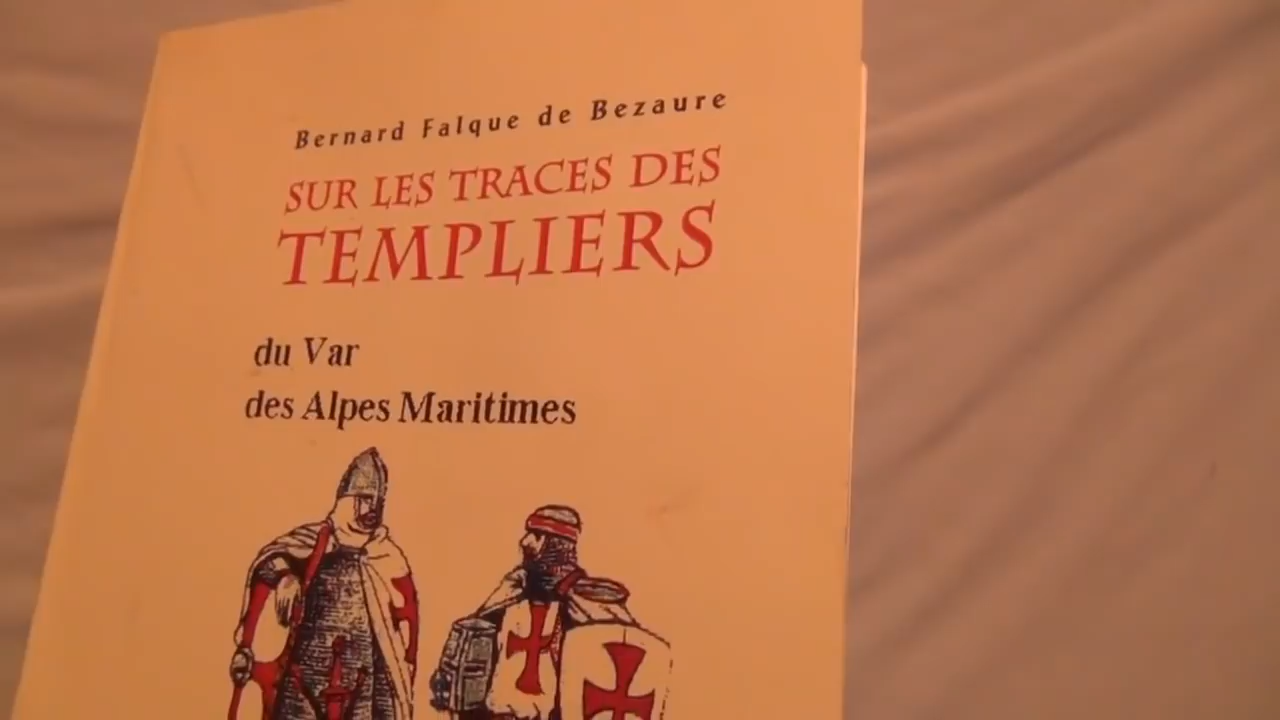 Bernard Falque de Bezaure
SUR LES TRACES DES
TEMPLIERS
du Var
des Alpes Maritimes